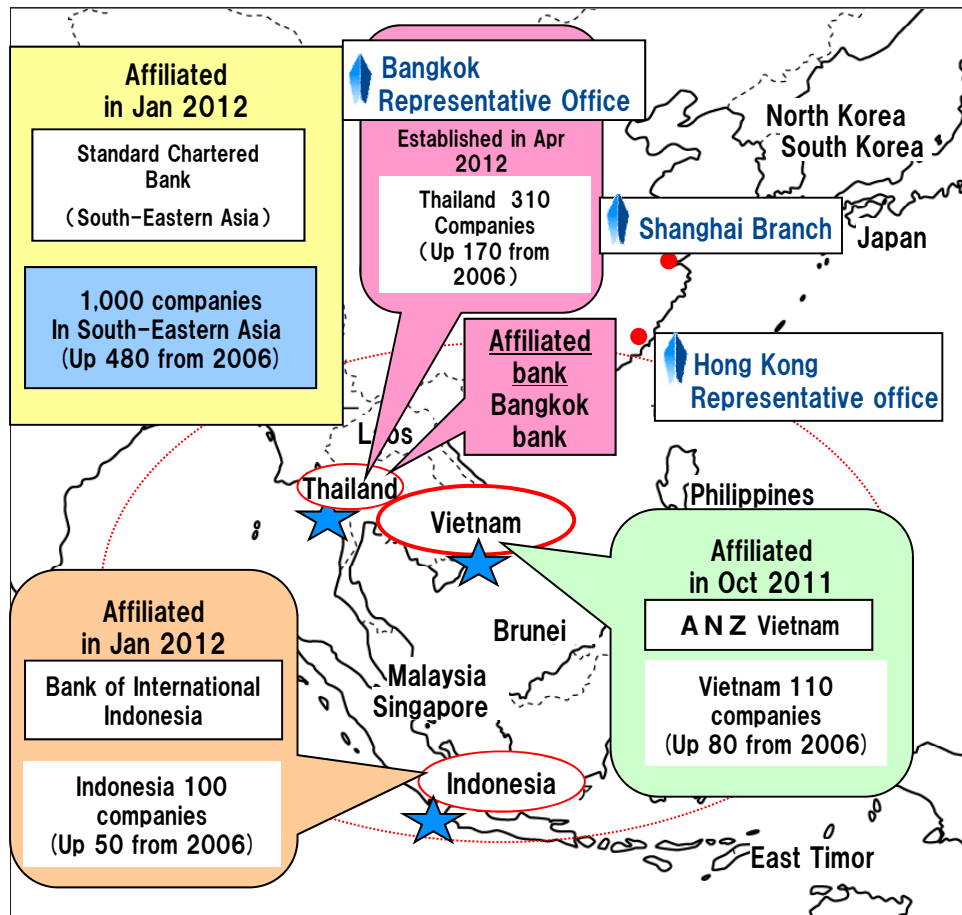 Affiliated
in Jan 2012
Standard Chartered
Bank
（South-Eastern Asia）
1,000 companies
In South-Eastern Asia
(Up 480 from 2006)
Bangkok
Representative Office
Established in Apr
2012
Thailand 310
Companies
（Up 170 from
2006）
North Korea
South Korea
Japan
Shanghai Branch
Hong Kong
Representative office
Affiliated
bank
Bangkok
bank
Laos
Thailand
Vietnam
Philippines
Affiliated
in Oct 2011
ＡＮＺ Vietnam
Vietnam 110
companies
(Up 80 from 2006)
Brunei
Malaysia
Singapore
Affiliated
in Jan 2012
Bank of International
Indonesia
Indonesia 100
companies
(Up 50 from 2006)
Indonesia
East Timor